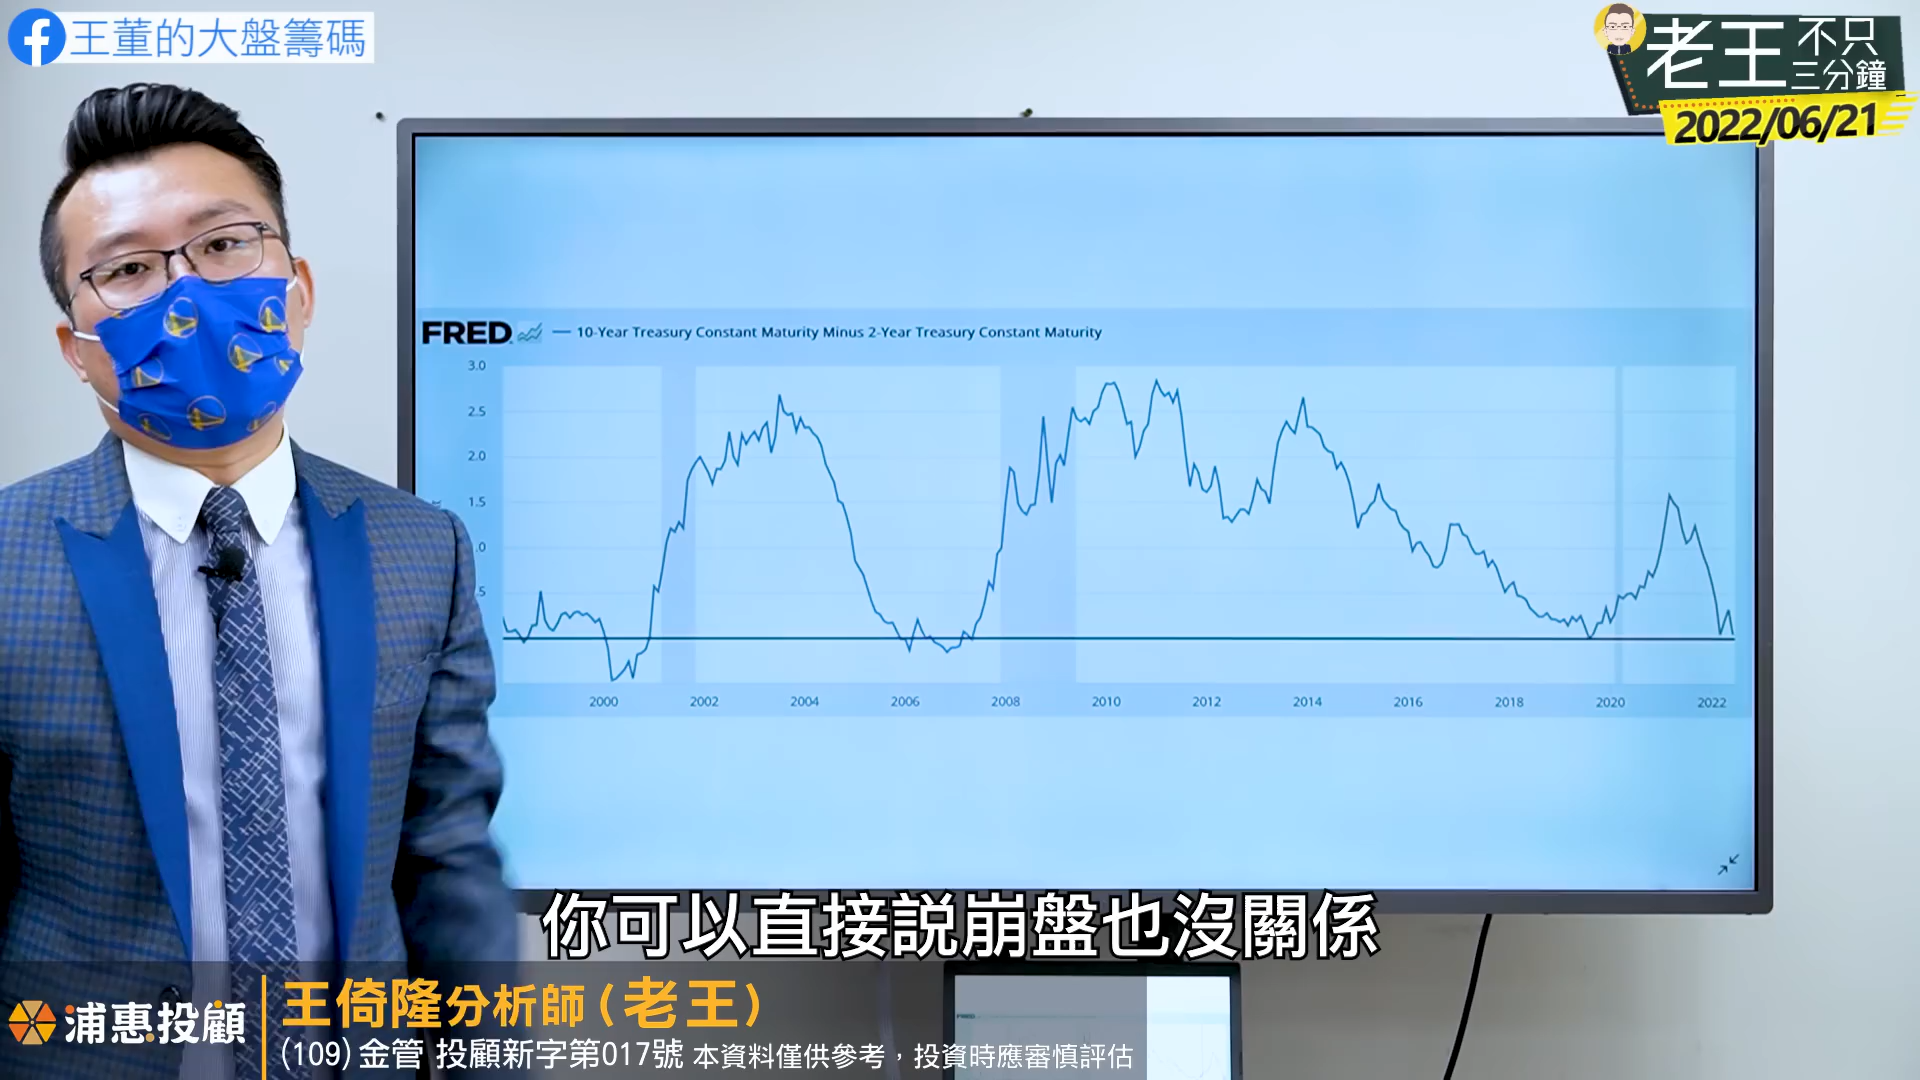 王董的大盤籌碼
老王 不只三分鐘
2022/06/21
FRED
10-Year Treasury Constant Maturity Minus 2-Year Treasury Constant Maturity
3.0
2.5
2.0
1.5
.0
.5
2000 2002 2004 2006 2008 2010 2012 2014 2016 2018 2020 2022
你可以直接説崩盤也沒關係
浦惠投顧
王倚隆分析師(老王)
(109)金管 投顧新字第017號 本資料僅供參考，投資時應審慎評估